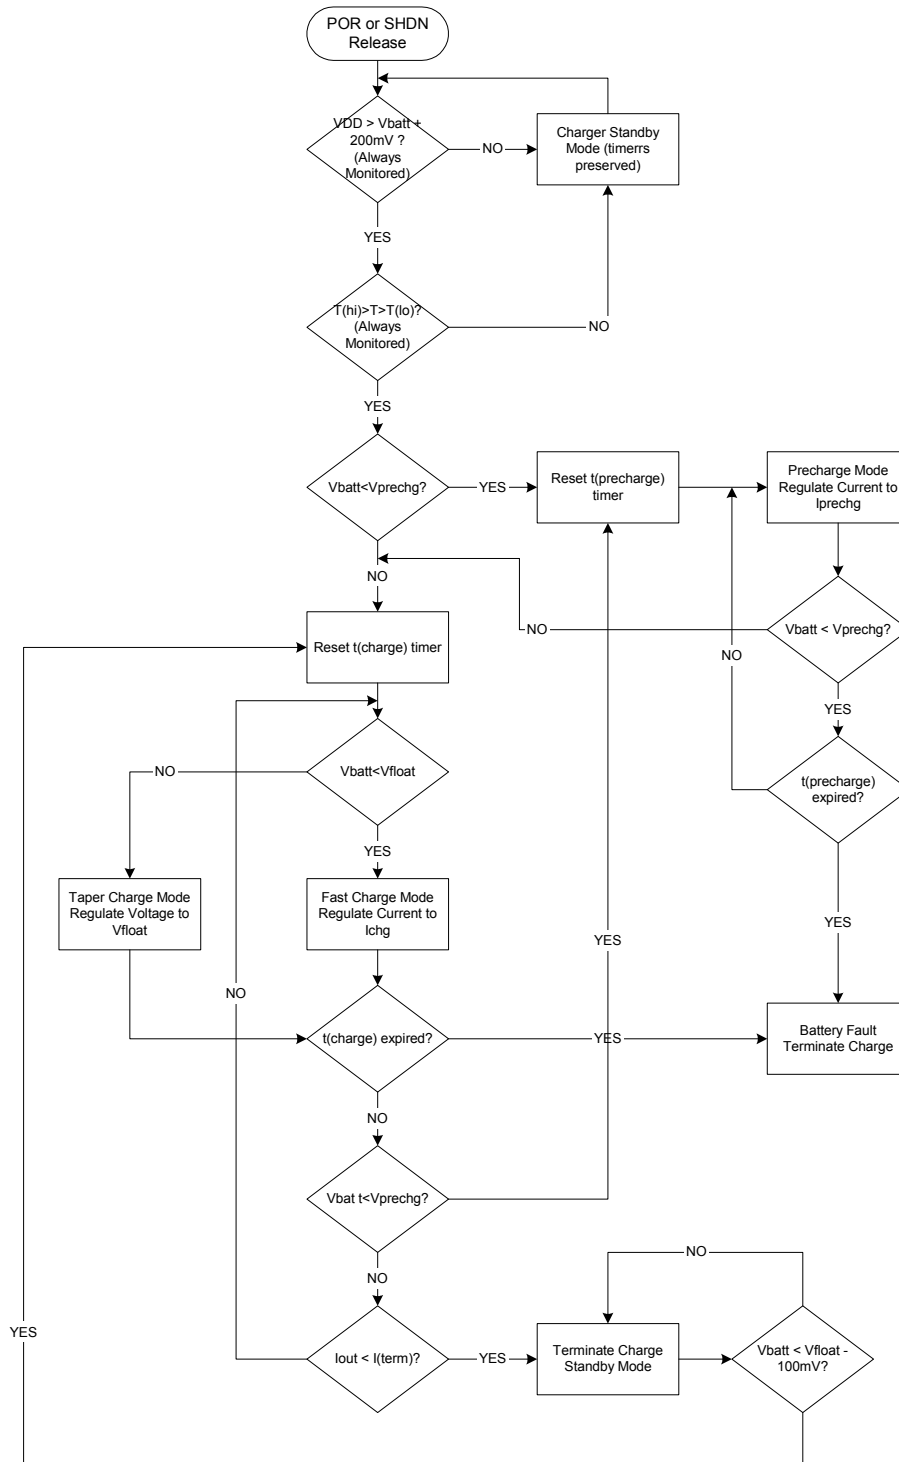 POR or SHDN
Release
VDD > Vbatt +
200mV ?
(Always
Monitored)
NO
Charger Standby
Mode (timerrs
preserved)
YES
T(hi)>T>T(lo)?
(Always
Monitored)
NO
YES
Vbatt<Vprechg?
YES
Reset t(precharge)
timer
Precharge Mode
Regulate Current to
Iprechg
NO
Vbatt < Vprechg?
NO
NO
Reset t(charge) timer
YES
Vbatt<Vfloat
NO
t(precharge)
expired?
YES
Taper Charge Mode
Regulate Voltage to
Vfloat
Fast Charge Mode
Regulate Current to
Ichg
YES
YES
NO
t(charge) expired?
YES
Battery Fault
Terminate Charge
NO
Vbat t<Vprechg?
NO
NO
YES
Iout < I(term)?
YES
Terminate Charge
Standby Mode
Vbatt < Vfloat -
100mV?